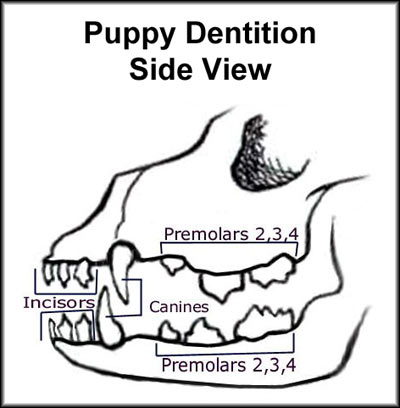 Puppy Dentition
Side View
Premolars 2,3,4
Incisors
Canines
Premolars 2,3,4